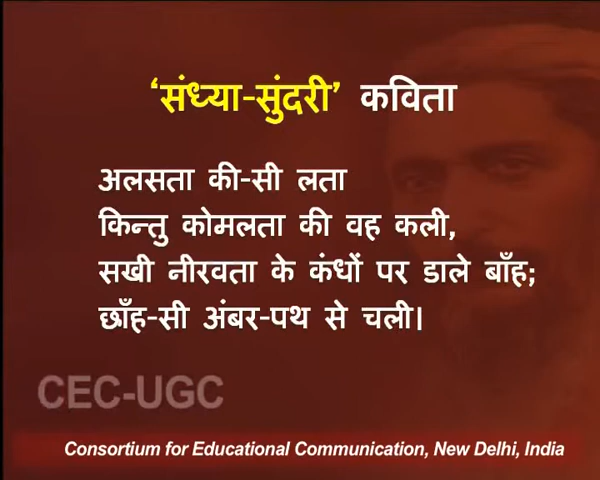 ‘संध्या-सुंदरी’ कविता
अलसता की-सी लता
किन्तु कोमलता की वह कली,
सखी नीरवता के कंधों पर डाले बाँह;
छाँह-सी अंबर-पथ से चली।
CEC-UGC
Consortium for Educational Communication, New Delhi, India